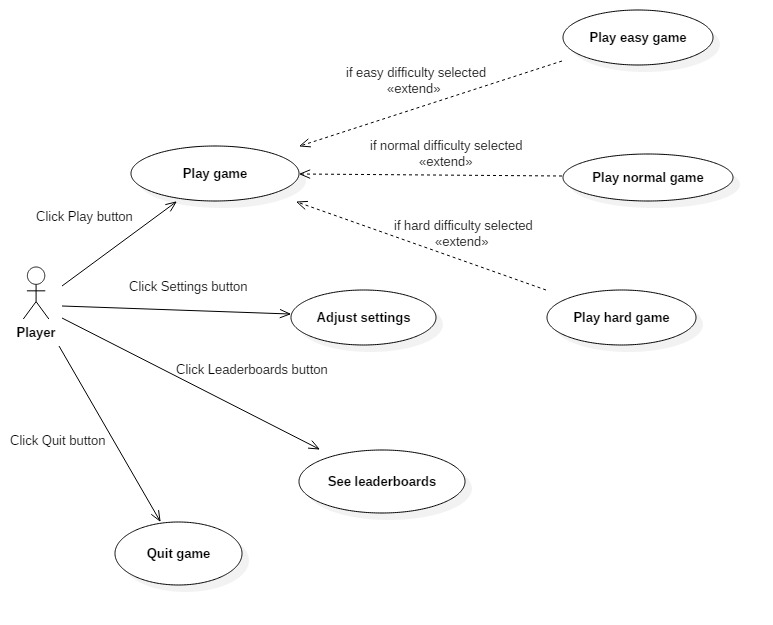 Play easy game
if easy difficulty selected
«extend»
if normal difficulty selected
«extend»
Play game
Play normal game
Click Play button
if hard difficulty selected
«extend»
Click Settings button
Adjust settings
Play hard game
Player
Click Leaderboards button
Click Quit button
See leaderboards
Quit game